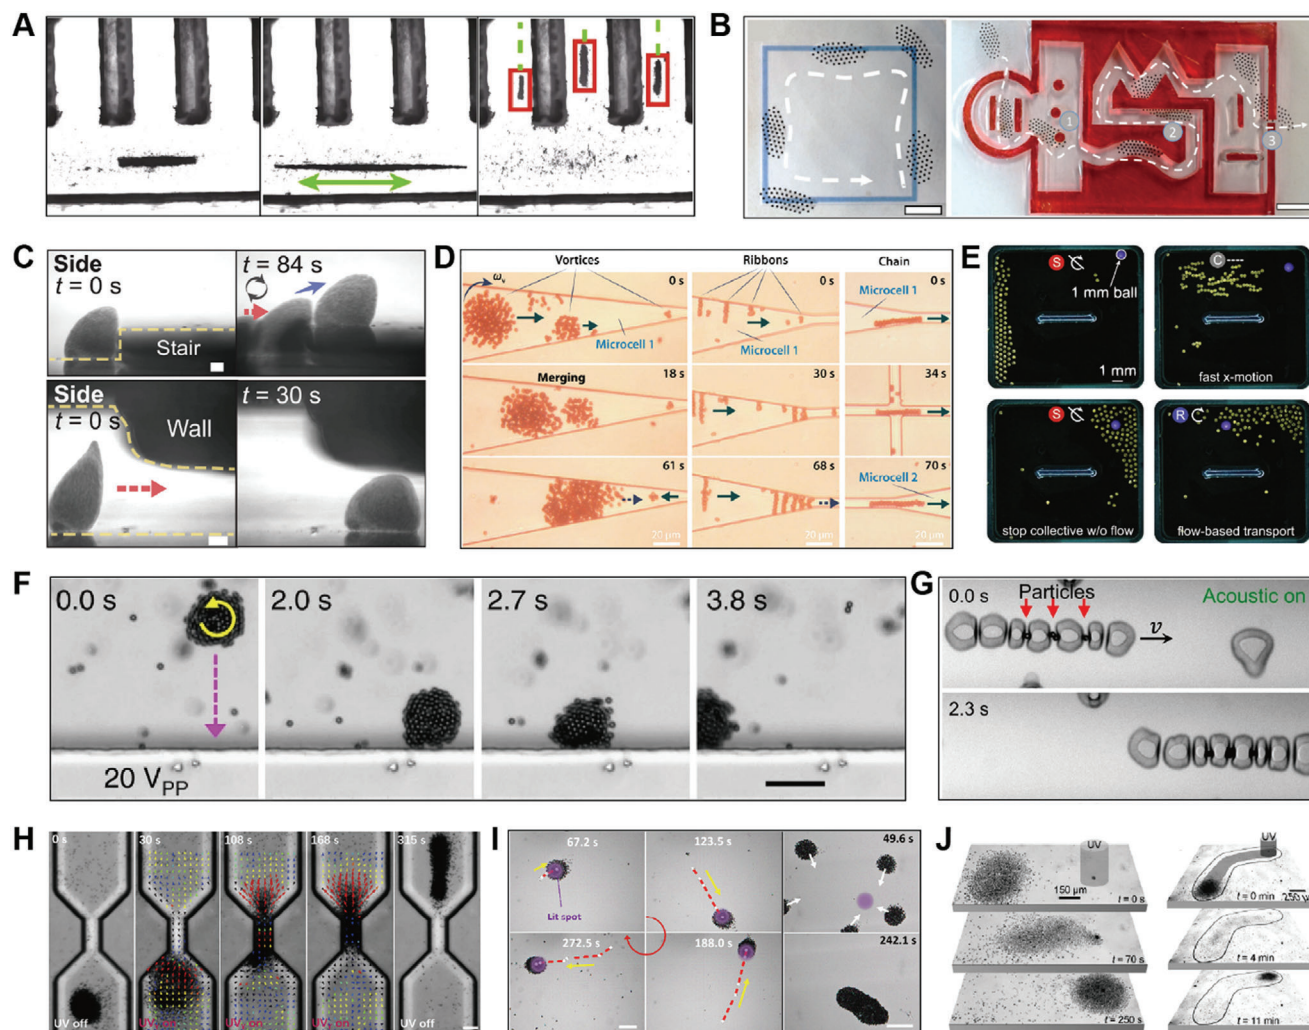 A
B
1
2
3
C
Side
t = 0 s
t = 84 s
Stair
Side
t = 0 s
t = 30 s
Wall
D
Vortices
Ribbons
Chain
0 s
0 s
0 s
Microcell 1
Microcell 1
Microcell 1
Merging
18 s
30 s
34 s
61 s
68 s
70 s
Microcell 2
20 µm
20 µm
20 µm
E
S
1 mm ball
1 mm
C
fast x-motion
S
stop collective w/o flow
R
flow-based transport
F
0.0 s
2.0 s
2.7 s
3.8 s
20 VPP
G
0.0 s
Particles
Acoustic on
v
2.3 s
H
0 s
30 s
108 s
168 s
315 s
UV off
UV off
I
67.2 s
123.5 s
49.6 s
Lit spot
272.5 s
188.0 s
242.1 s
J
UV
150 µm
t = 0 s
t = 70 s
t = 250 s
UV
t = 0 min
t = 4 min
t = 11 min